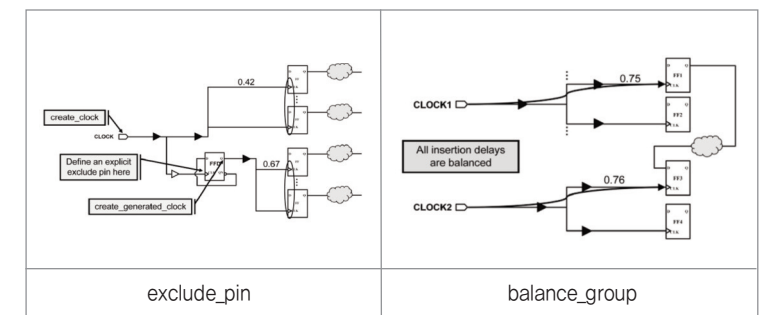 0.42
create_clock
CLOCK
Define an explicit
exclude pin here
FFD
0.67
create_generated_clock
exclude_pin
0.75
FF1
CLOCK1
FF2
All insertion delays
are balanced
0.76
FF3
CLOCK2
FF4
balance_group